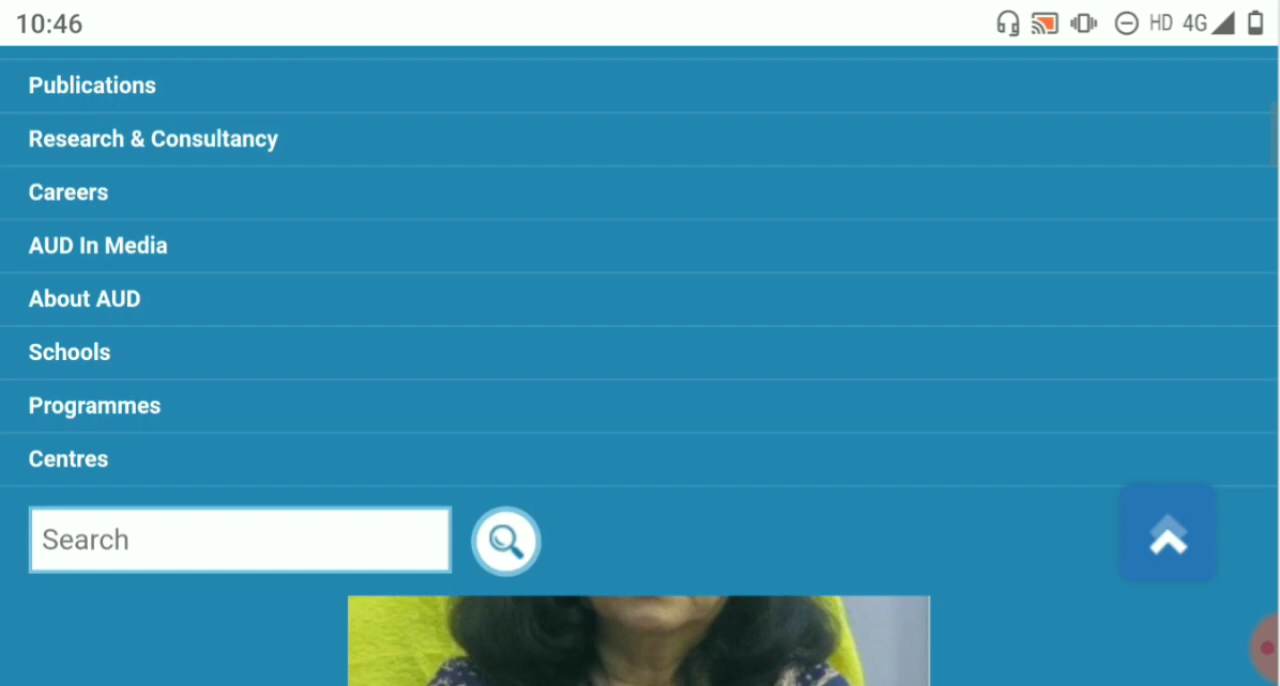 10:46
HD 4G
Publications
Research & Consultancy
Careers
AUD In Media
About AUD
Schools
Programmes
Centres
Search